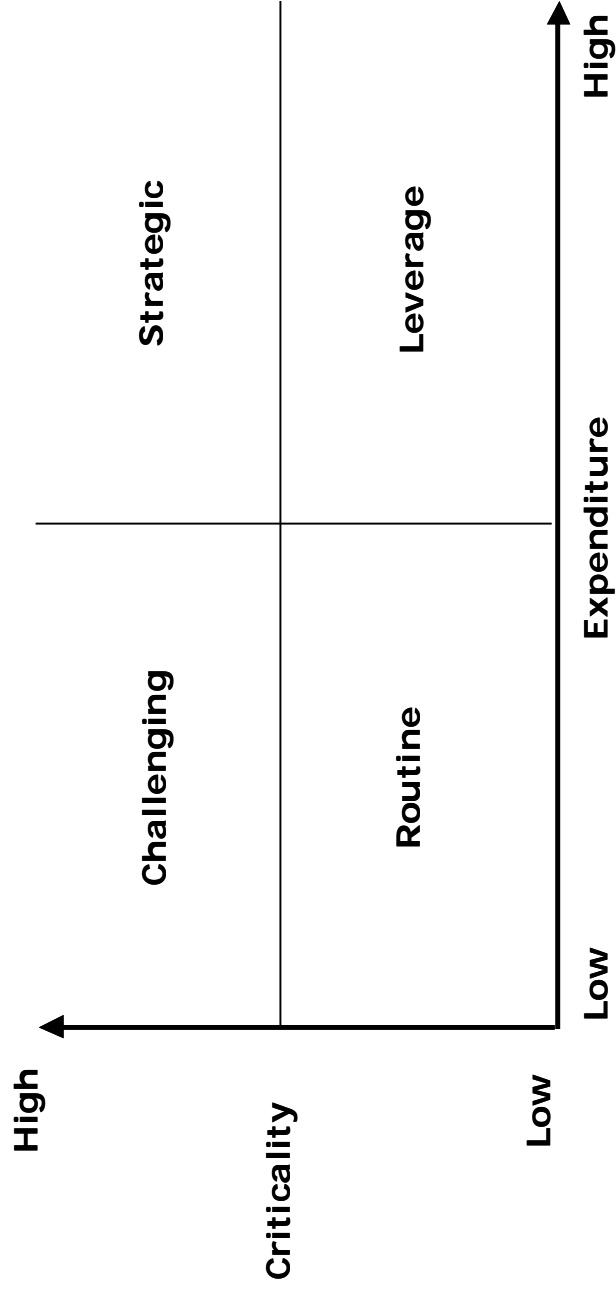 High
Challenging
Strategic
Criticality
Routine
Leverage
Low
Low
Expenditure
High